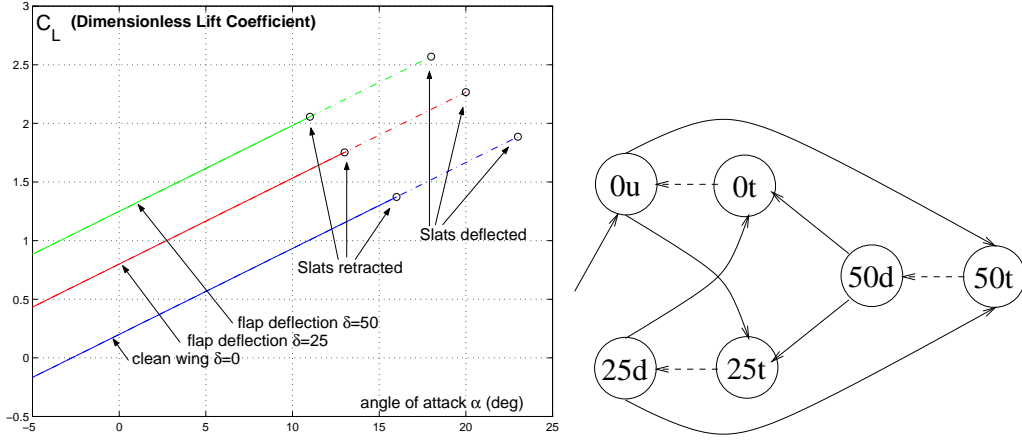 C_L (Dimensionless Lift Coefficient)
3
2.5
2
1.5
1
0.5
0
−0.5
−5
0
5
10
15
20
25
Slats deflected
Slats retracted
flap deflection δ=50
flap deflection δ=25
clean wing δ=0
angle of attack α (deg)
0u
0t
50d
50t
25d
25t